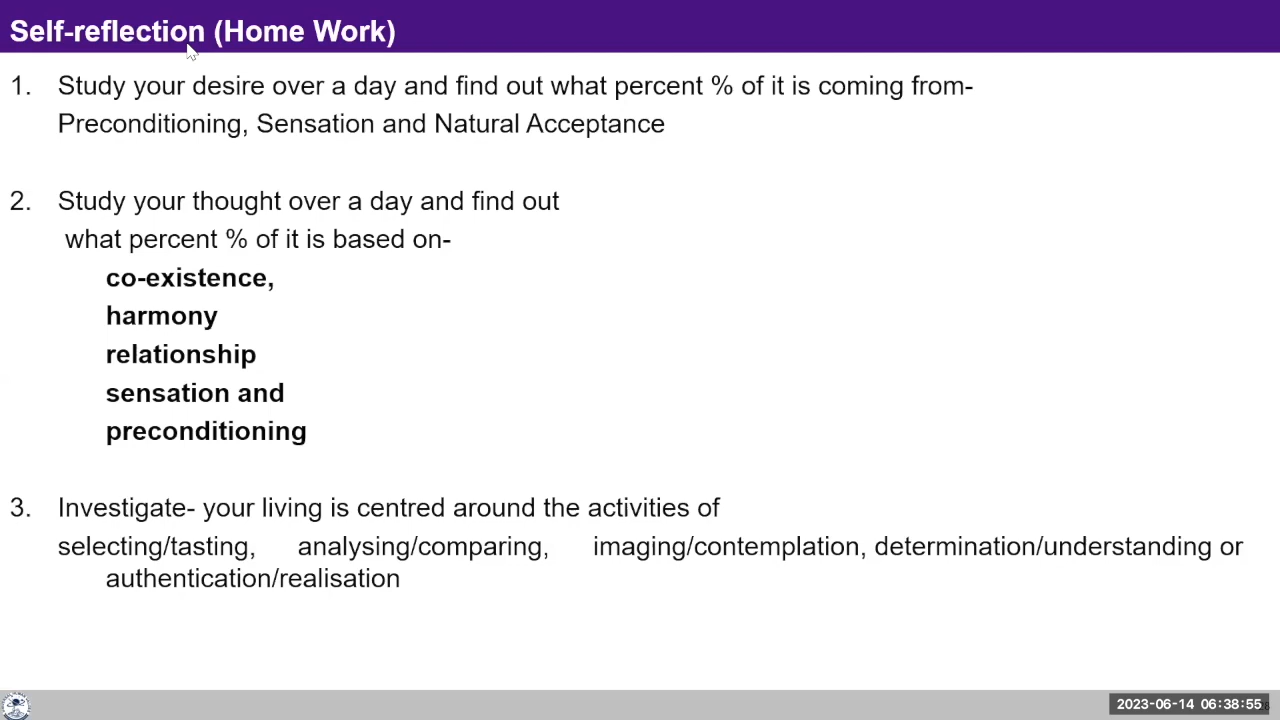 Self-reflection (Home Work)
1. Study your desire over a day and find out what percent % of it is coming from-
Preconditioning, Sensation and Natural Acceptance
2. Study your thought over a day and find out
what percent % of it is based on-
co-existence,
harmony
relationship
sensation and
preconditioning
3. Investigate- your living is centred around the activities of
selecting/tasting, analysing/comparing, imaging/contemplation, determination/understanding or
authentication/realisation
2023-06-14 06:38:55